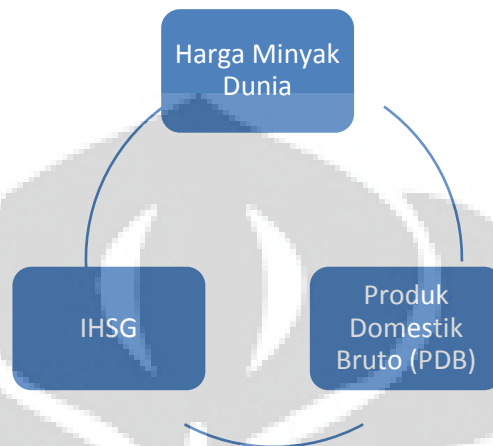 Harga Minyak
Dunia
IHSG
Produk
Domestik
Bruto (PDB)